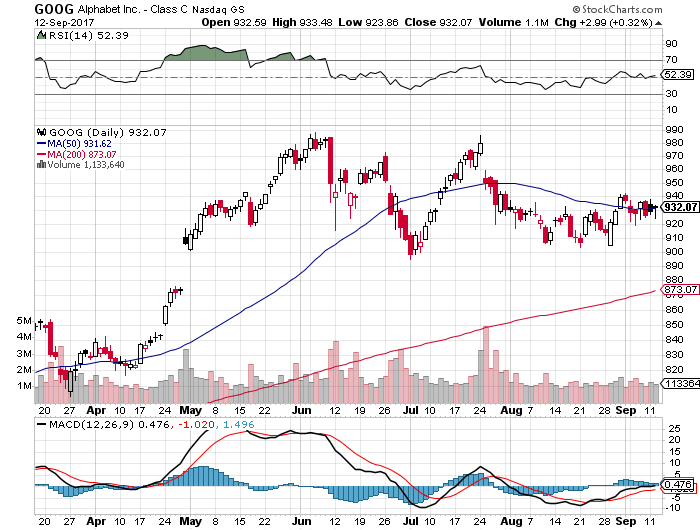 GOOG Alphabet Inc. - Class C Nasdaq GS © StockCharts.com
12-Sep-2017 Open 932.59 High 933.48 Low 923.86 Close 932.07 Volume 1.1M Chg +2.99 (+0.32%)
RSI(14) 52.39
90
70
52.39
30
10
GOOG (Daily) 932.07
MA(50) 931.62
MA(200) 873.07
Volume 1,133,640
990
980
970
960
950
940
932.07
920
910
900
890
880
873.07
860
850
840
830
820
113364
5M
4M
3M
2M
1M
20 27 Apr 10 17 24 May 8 15 22 Jun 12 19 26 Jul 10 17 24 Aug 7 14 21 28 Sep 11
MACD(12,26,9) 0.476, -1.020, 1.496
25
20
15
10
5
0.476
-5
-10
-15
20 27 Apr 10 17 24 May 8 15 22 Jun 12 19 26 Jul 10 17 24 Aug 7 14 21 28 Sep 11